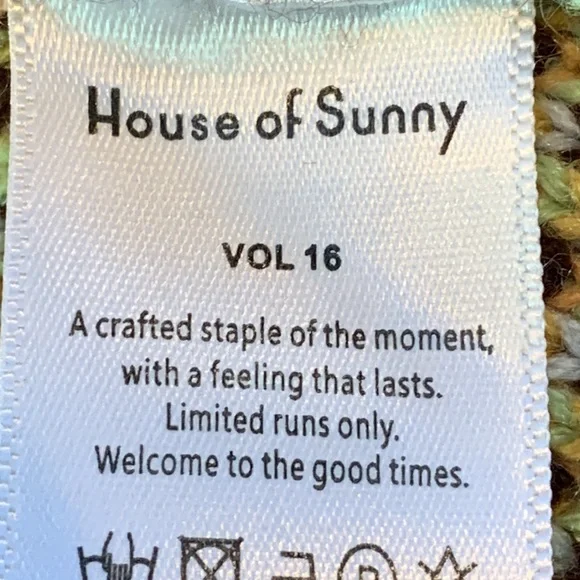 House of Sunny
VOL 16
A crafted staple of the moment,
with a feeling that lasts.
Limited runs only.
Welcome to the good times.